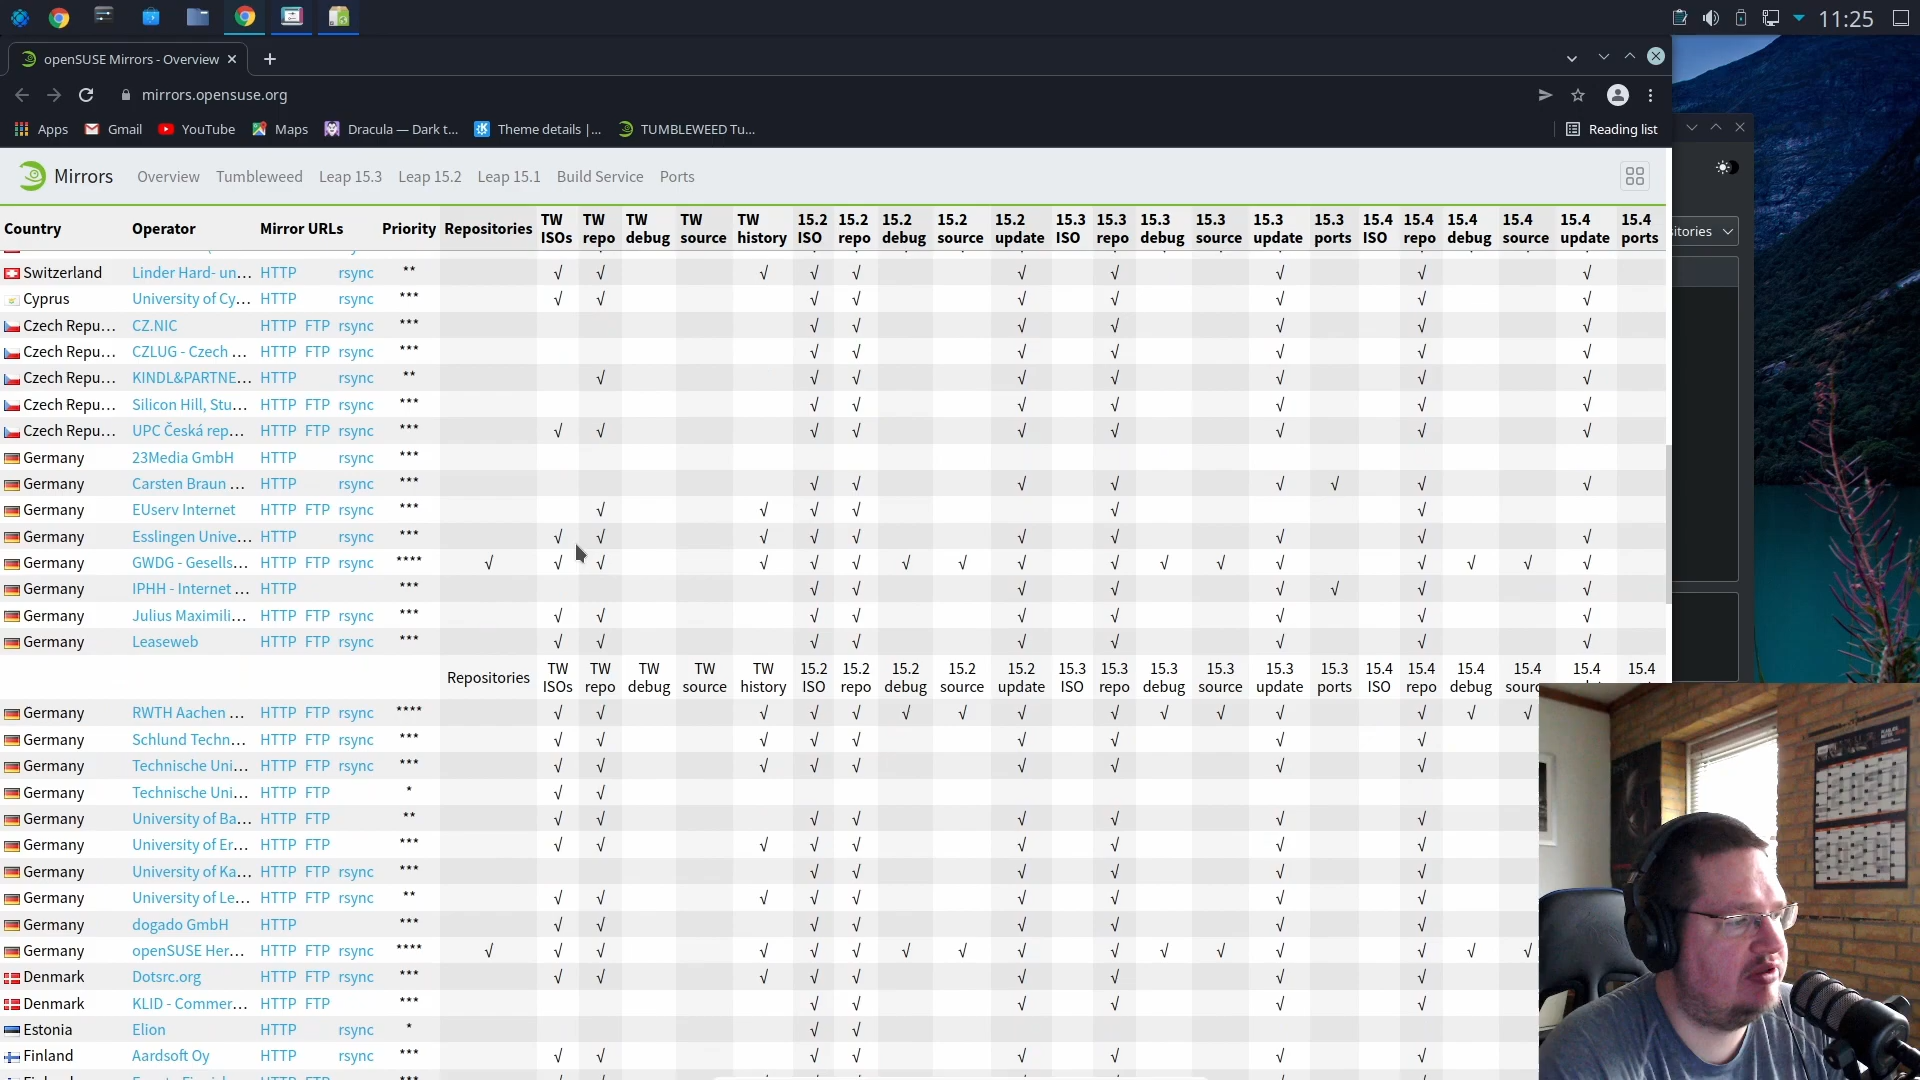 11:25
openSUSE Mirrors - Overview
mirrors.opensuse.org
Apps Gmail YouTube Maps Dracula — Dark t... Theme details |... TUMBLEWEED Tu... Reading list
Mirrors Overview Tumbleweed Leap 15.3 Leap 15.2 Leap 15.1 Build Service Ports
Country Operator Mirror URLs Priority Repositories TW ISOs TW repo TW debug TW source TW history 15.2 ISO 15.2 repo 15.2 debug 15.2 source 15.2 update 15.3 ISO 15.3 repo 15.3 debug 15.3 source 15.3 update 15.3 ports 15.4 ISO 15.4 repo 15.4 debug 15.4 source 15.4 update 15.4 ports
itories
Switzerland Linder Hard- un... HTTP rsync ** √ √ √ √ √ √ √ √ √ √
Cyprus University of Cy... HTTP rsync *** √ √ √ √ √ √ √ √ √
Czech Repu... CZ.NIC HTTP FTP rsync *** √ √ √ √ √ √ √
Czech Repu... CZLUG - Czech ... HTTP FTP rsync *** √ √ √ √ √ √ √
Czech Repu... KINDL&PARTNE... HTTP rsync ** √ √ √ √ √ √ √ √
Czech Repu... Silicon Hill, Stu... HTTP FTP rsync *** √ √ √ √ √ √ √
Czech Repu... UPC Česká rep... HTTP FTP rsync *** √ √ √ √ √ √ √ √ √
Germany 23Media GmbH HTTP rsync ***
Germany Carsten Braun ... HTTP rsync *** √ √ √ √ √ √ √ √
Germany EUserv Internet HTTP FTP rsync *** √ √ √ √ √ √
Germany Esslingen Unive... HTTP rsync *** √ √ √ √ √ √ √ √ √ √
Germany GWDG - Gesells... HTTP FTP rsync **** √ √ √ √ √ √ √ √ √ √ √ √ √ √ √ √ √
Germany IPHH - Internet ... HTTP *** √ √ √ √ √ √ √ √
Germany Julius Maximili... HTTP FTP rsync *** √ √ √ √ √ √ √ √ √
Germany Leaseweb HTTP FTP rsync *** √ √ √ √ √ √ √ √ √
Repositories TW ISOs TW repo TW debug TW source TW history 15.2 ISO 15.2 repo 15.2 debug 15.2 source 15.2 update 15.3 ISO 15.3 repo 15.3 debug 15.3 source 15.3 update 15.3 ports 15.4 ISO 15.4 repo 15.4 debug 15.4 15.4 15.4
Germany RWTH Aachen ... HTTP FTP rsync **** √ √ √ √ √ √ √ √ √ √ √ √ √ √ √
Germany Schlund Techn... HTTP FTP rsync *** √ √ √ √ √ √ √ √ √
Germany Technische Uni... HTTP FTP rsync *** √ √ √ √ √ √ √ √ √
Germany Technische Uni... HTTP FTP * √ √
Germany University of Ba... HTTP FTP ** √ √ √ √ √ √ √ √
Germany University of Er... HTTP FTP *** √ √ √ √ √ √ √ √ √
Germany University of Ka... HTTP FTP rsync *** √ √ √ √ √ √
Germany University of Le... HTTP FTP rsync ** √ √ √ √ √ √ √ √ √
Germany dogado GmbH HTTP *** √ √ √ √ √ √ √ √
Germany openSUSE Her... HTTP FTP rsync **** √ √ √ √ √ √ √ √ √ √ √ √ √ √ √ √
Denmark Dotsrc.org HTTP FTP rsync *** √ √ √ √ √ √ √ √ √
Denmark KLID - Commer... HTTP FTP *** √ √ √ √ √ √
Estonia Elion HTTP rsync * √ √
Finland Aardsoft Oy HTTP rsync *** √ √ √ √ √ √ √ √